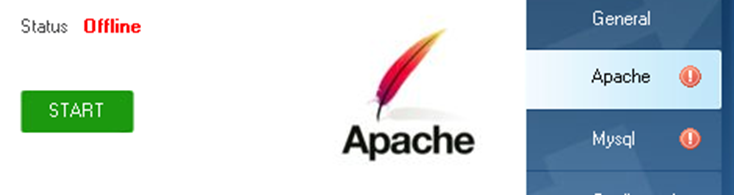 Status Offline
START
Apache
General
Apache
Mysql